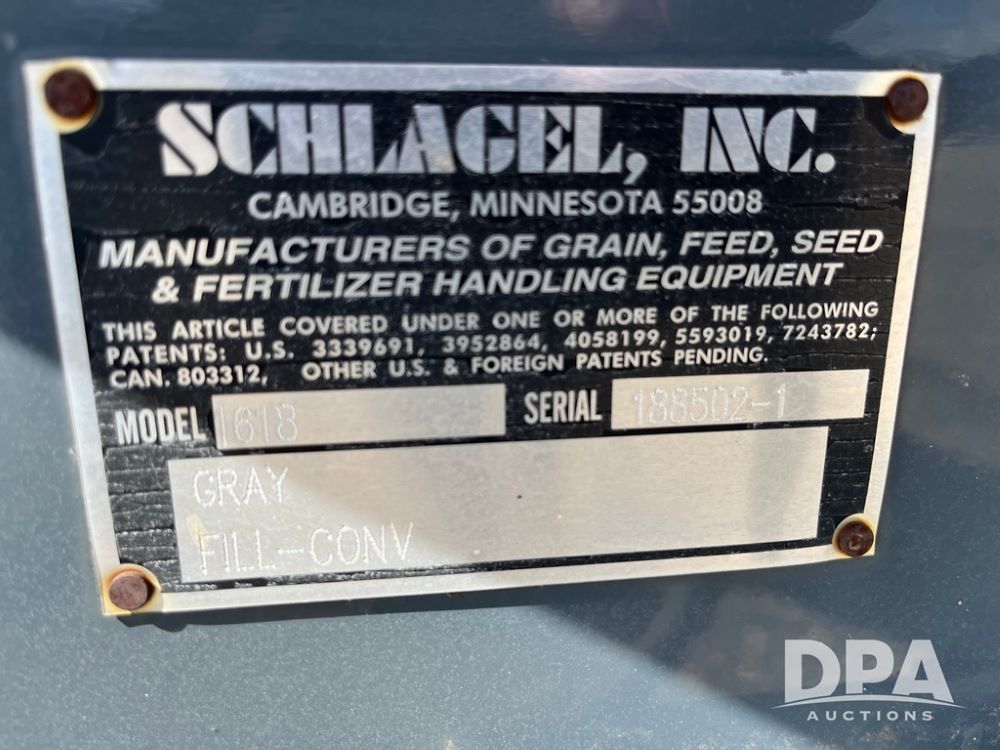 SCHLAGEL, INC.
CAMBRIDGE, MINNESOTA 55008
MANUFACTURERS OF GRAIN, FEED, SEED
& FERTILIZER HANDLING EQUIPMENT
THIS ARTICLE COVERED UNDER ONE OR MORE OF THE FOLLOWING
PATENTS: U.S. 3339691, 3952864, 4058199, 5593019, 7243782;
CAN. 803312, OTHER U.S. & FOREIGN PATENTS PENDING.
MODEL 1618 SERIAL 188502-1
GRAY
FILL-CONV
DPA
AUCTIONS